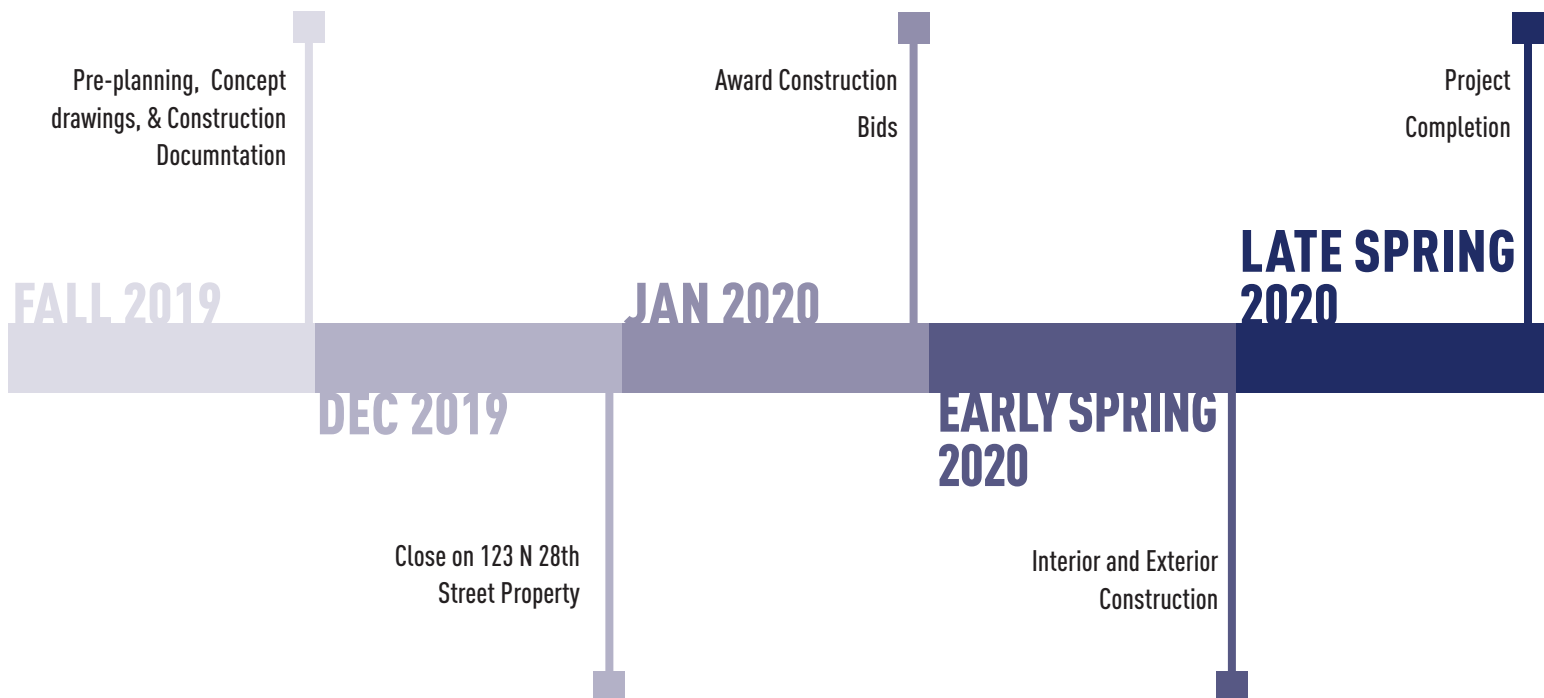 Pre-planning, Concept
drawings, & Construction
Documntation
FALL 2019
Close on 123 N 28th
Street Property
DEC 2019
Award Construction
Bids
JAN 2020
EARLY SPRING
2020
Interior and Exterior
Construction
Project
Completion
LATE SPRING
2020